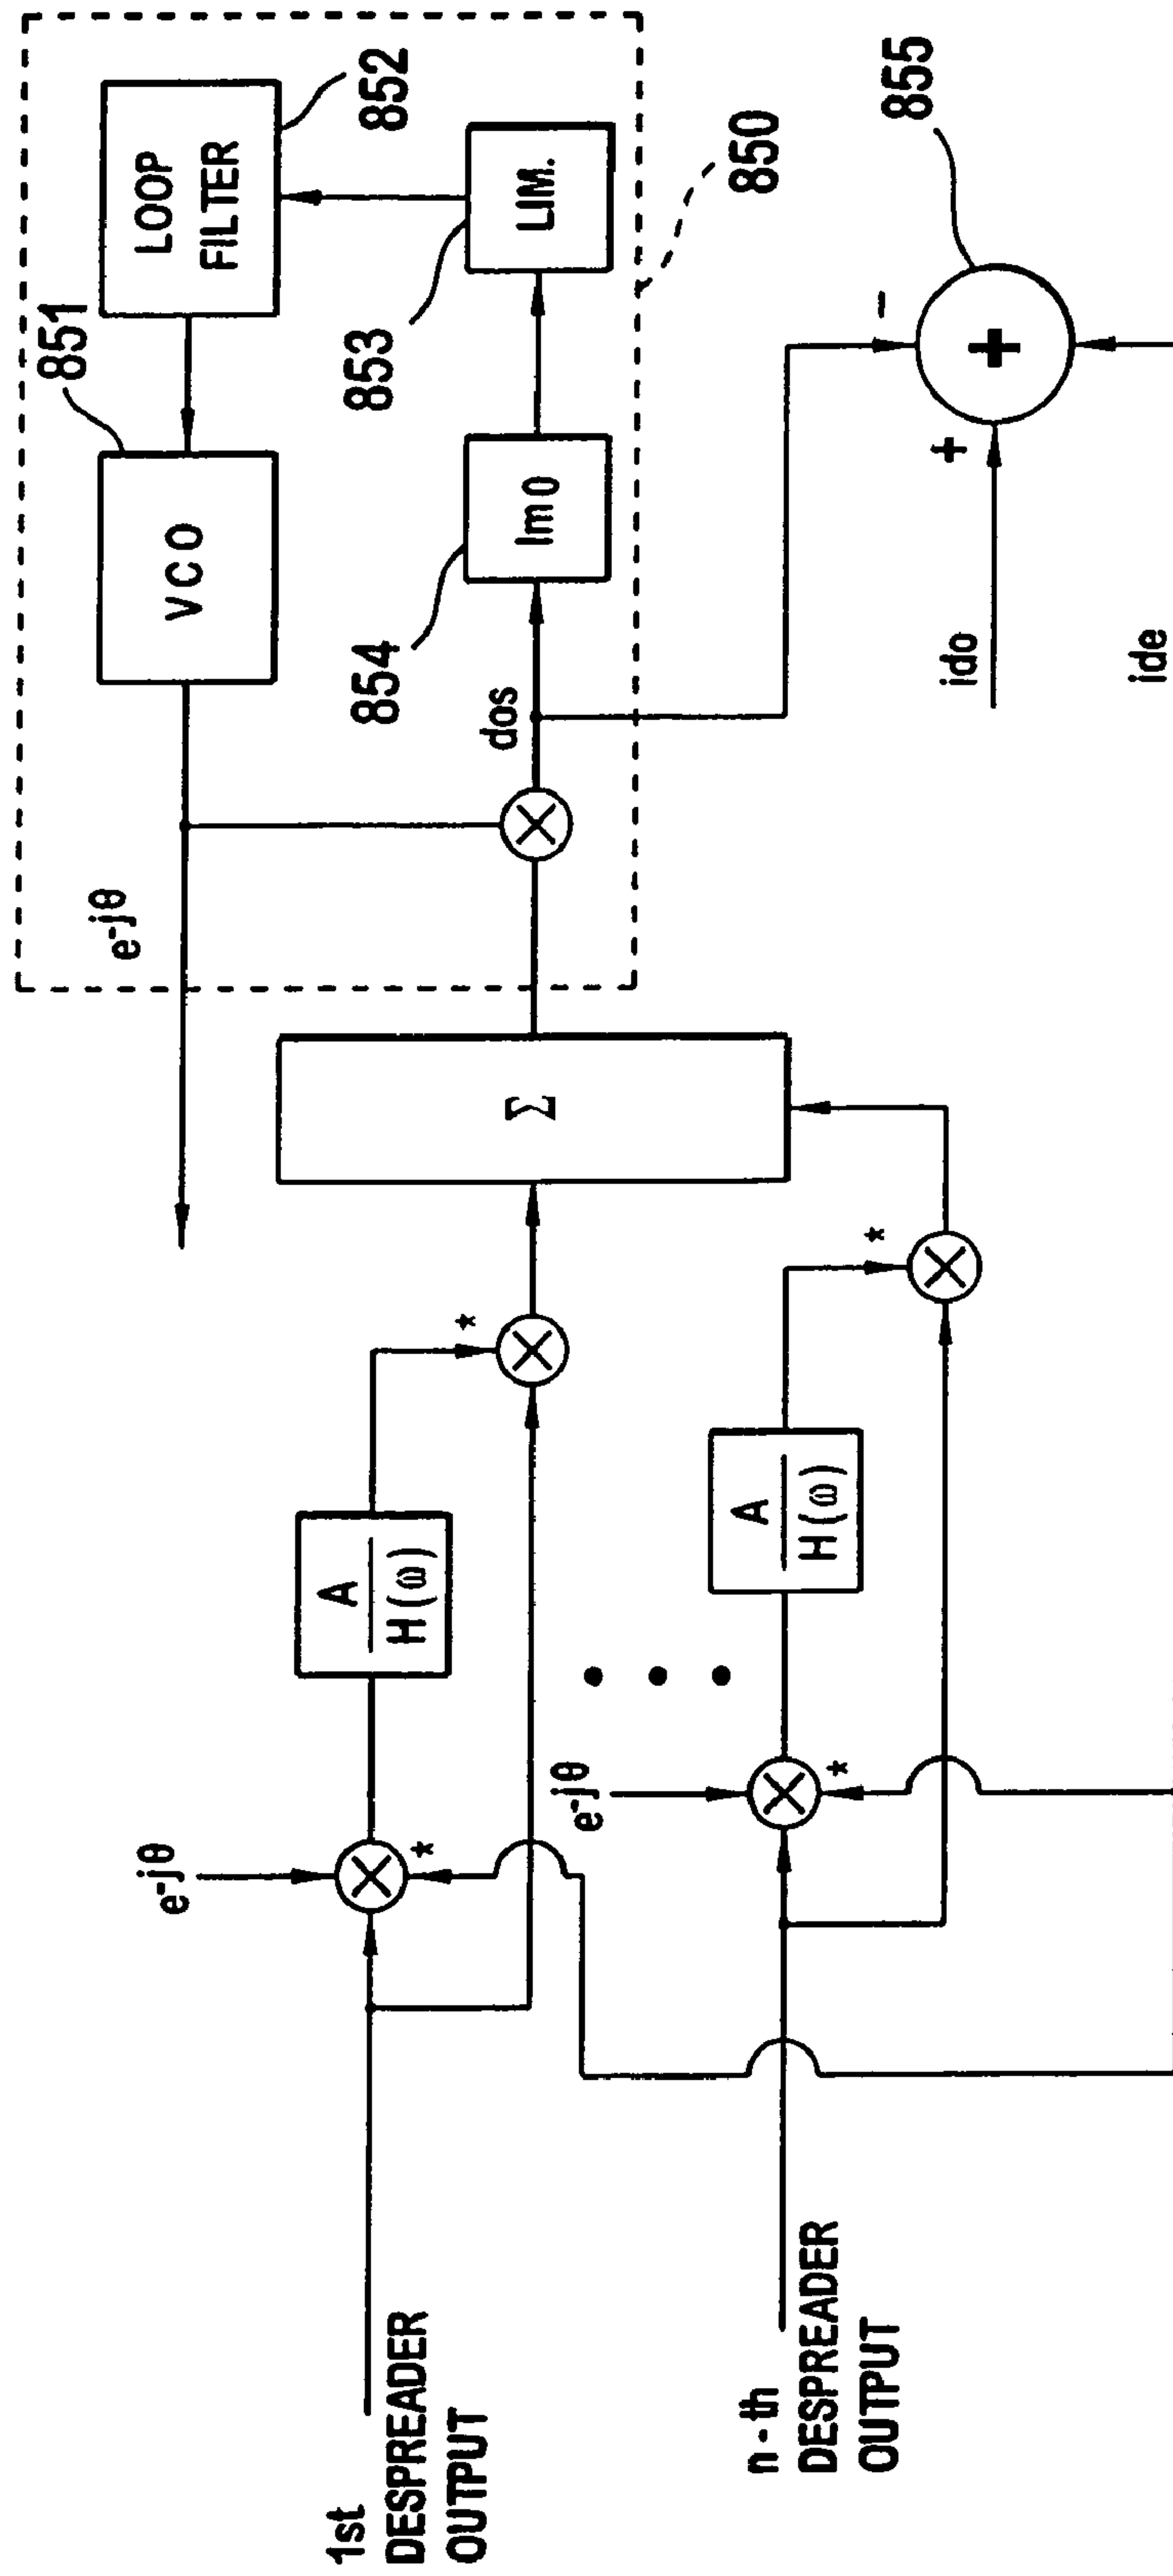 851
VCO
LOOP
FILTER
852
e-jθ
853
LIM.
854
Im 0
dos
850
855
-
+
+
ido
ide
Σ
*
*
A
H(ω)
A
H(ω)
e-jθ
*
e-jθ
*
1st
DESPREADER
OUTPUT
n-th
DESPREADER
OUTPUT